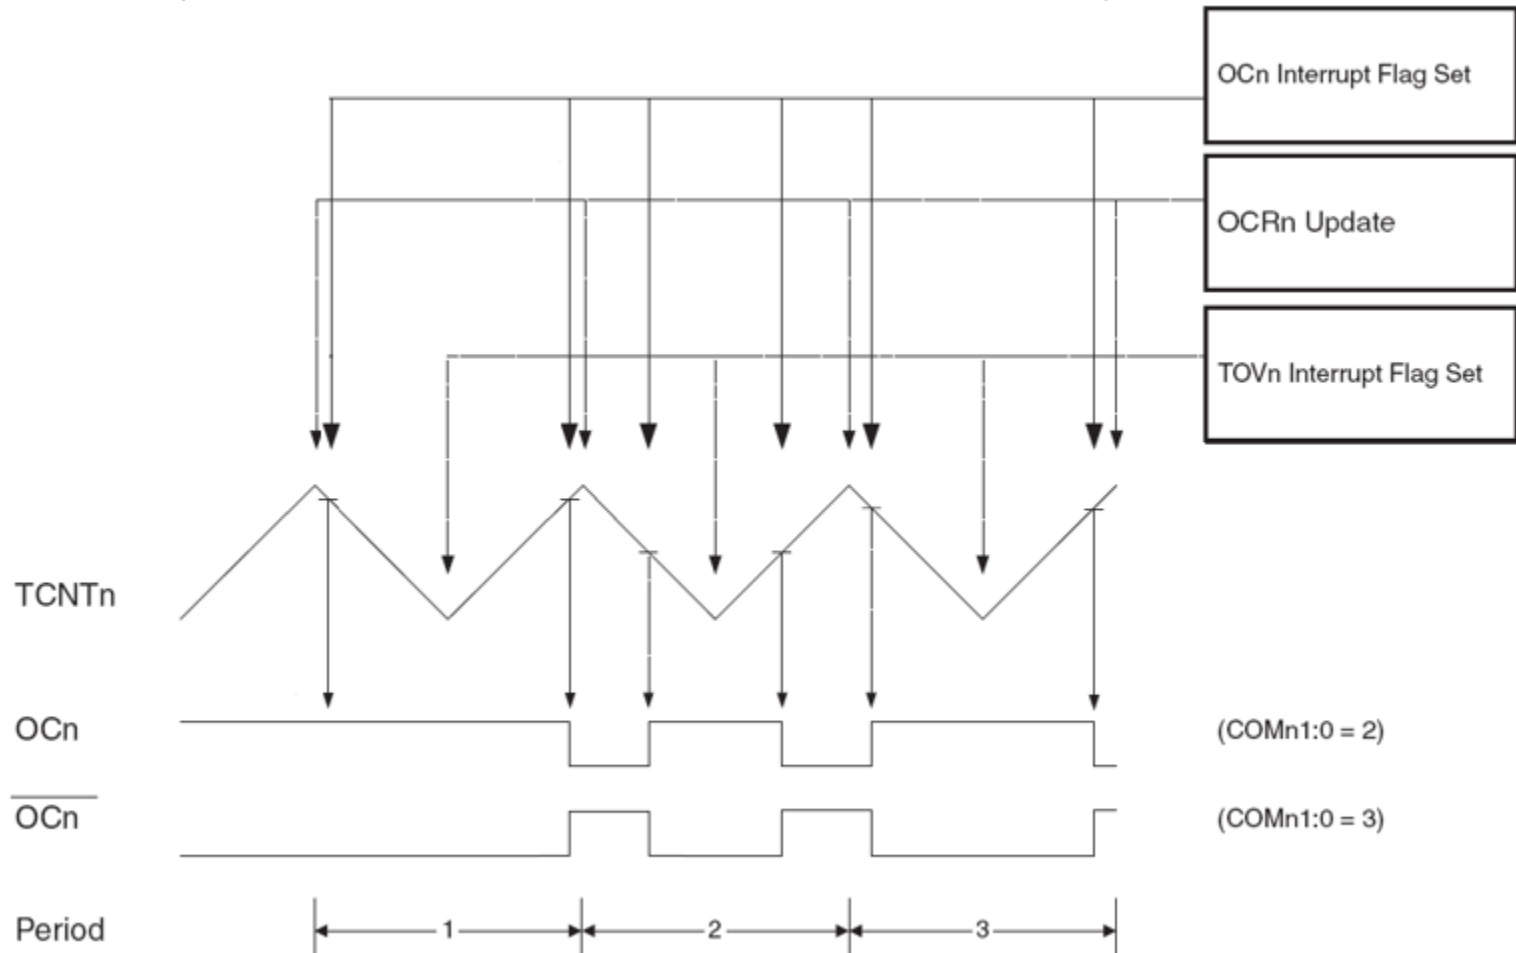 OCn Interrupt Flag Set
OCRn Update
TOVn Interrupt Flag Set
TCNTn
OCn
(COMn1:0 = 2)
OCn
(COMn1:0 = 3)
Period
1
2
3